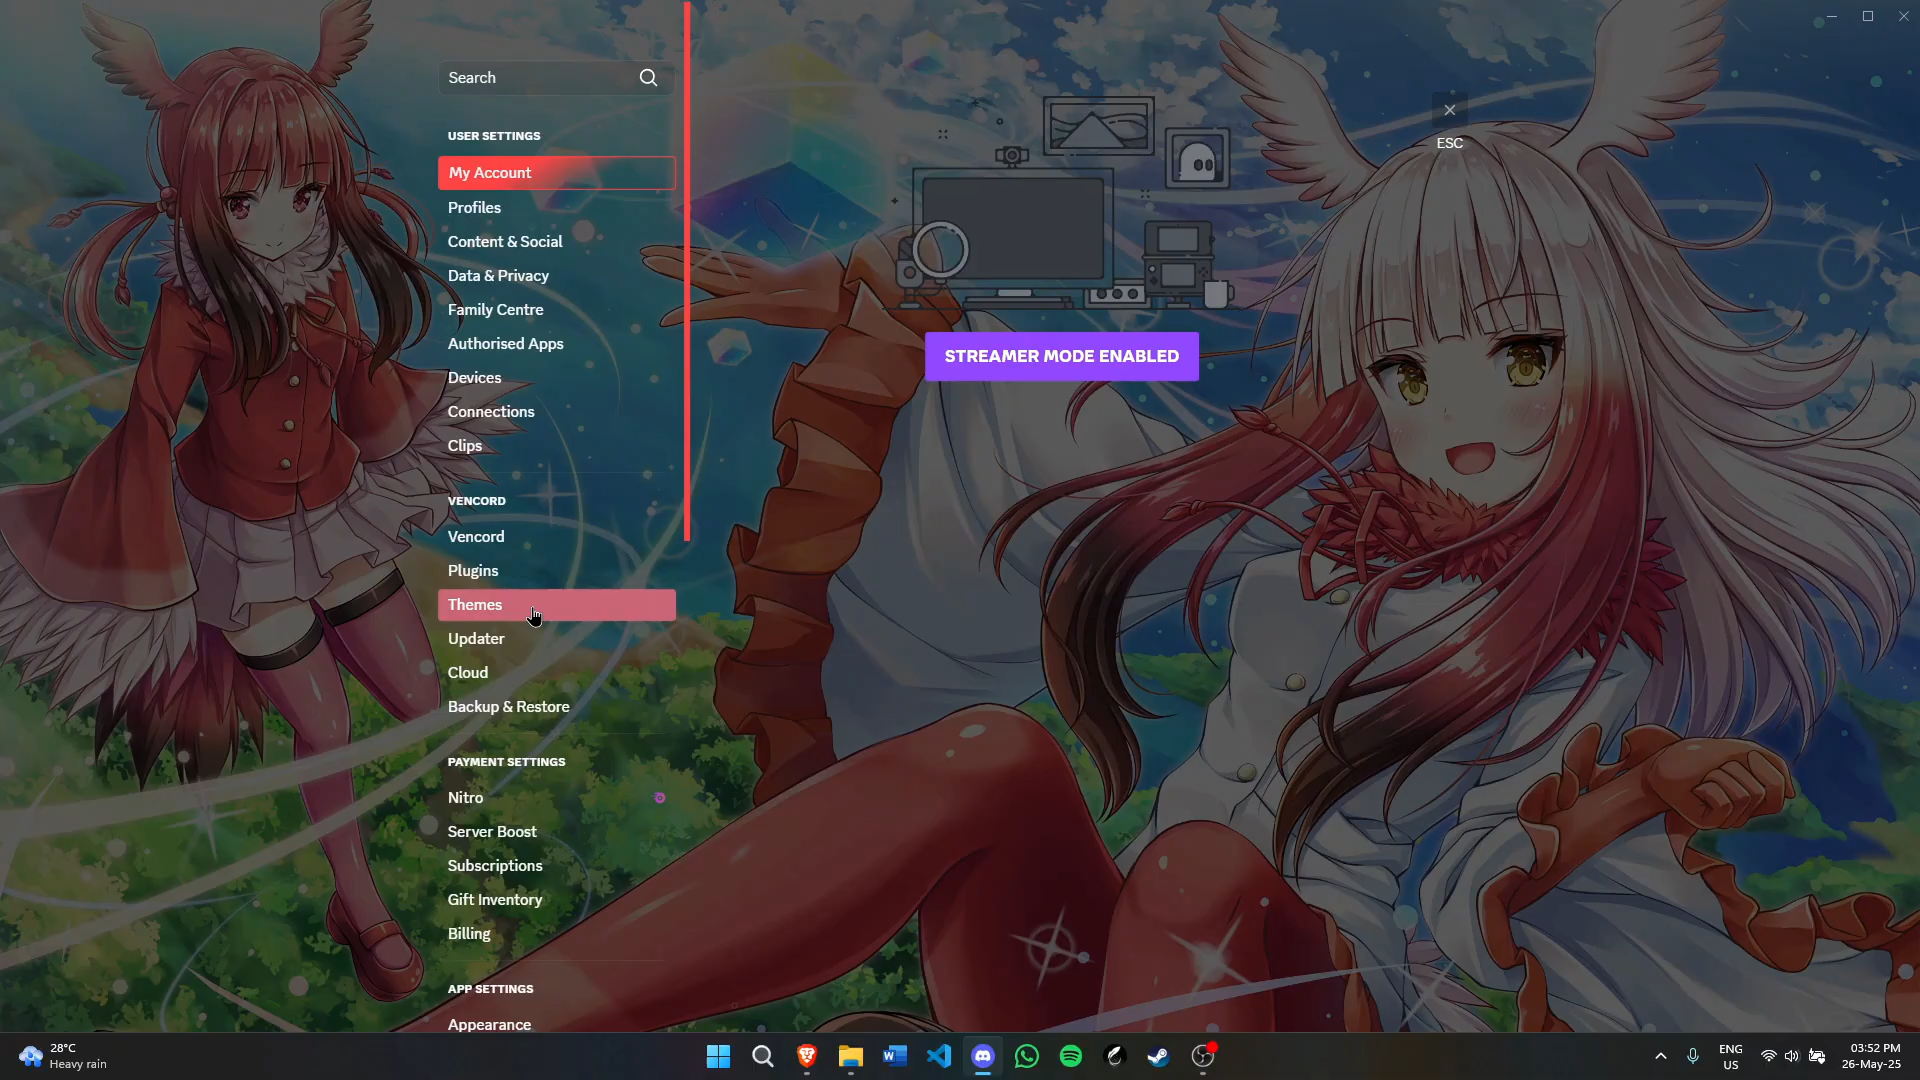 Search
ESC
USER SETTINGS
My Account
Profiles
Content & Social
Data & Privacy
Family Centre
Authorised Apps
Devices
Connections
Clips
STREAMER MODE ENABLED
VENCORD
Vencord
Plugins
Themes
Updater
Cloud
Backup & Restore
PAYMENT SETTINGS
Nitro
Server Boost
Subscriptions
Gift Inventory
Billing
APP SETTINGS
Appearance
28°C
Heavy rain
ENG
US
03:52 PM
26-May-25